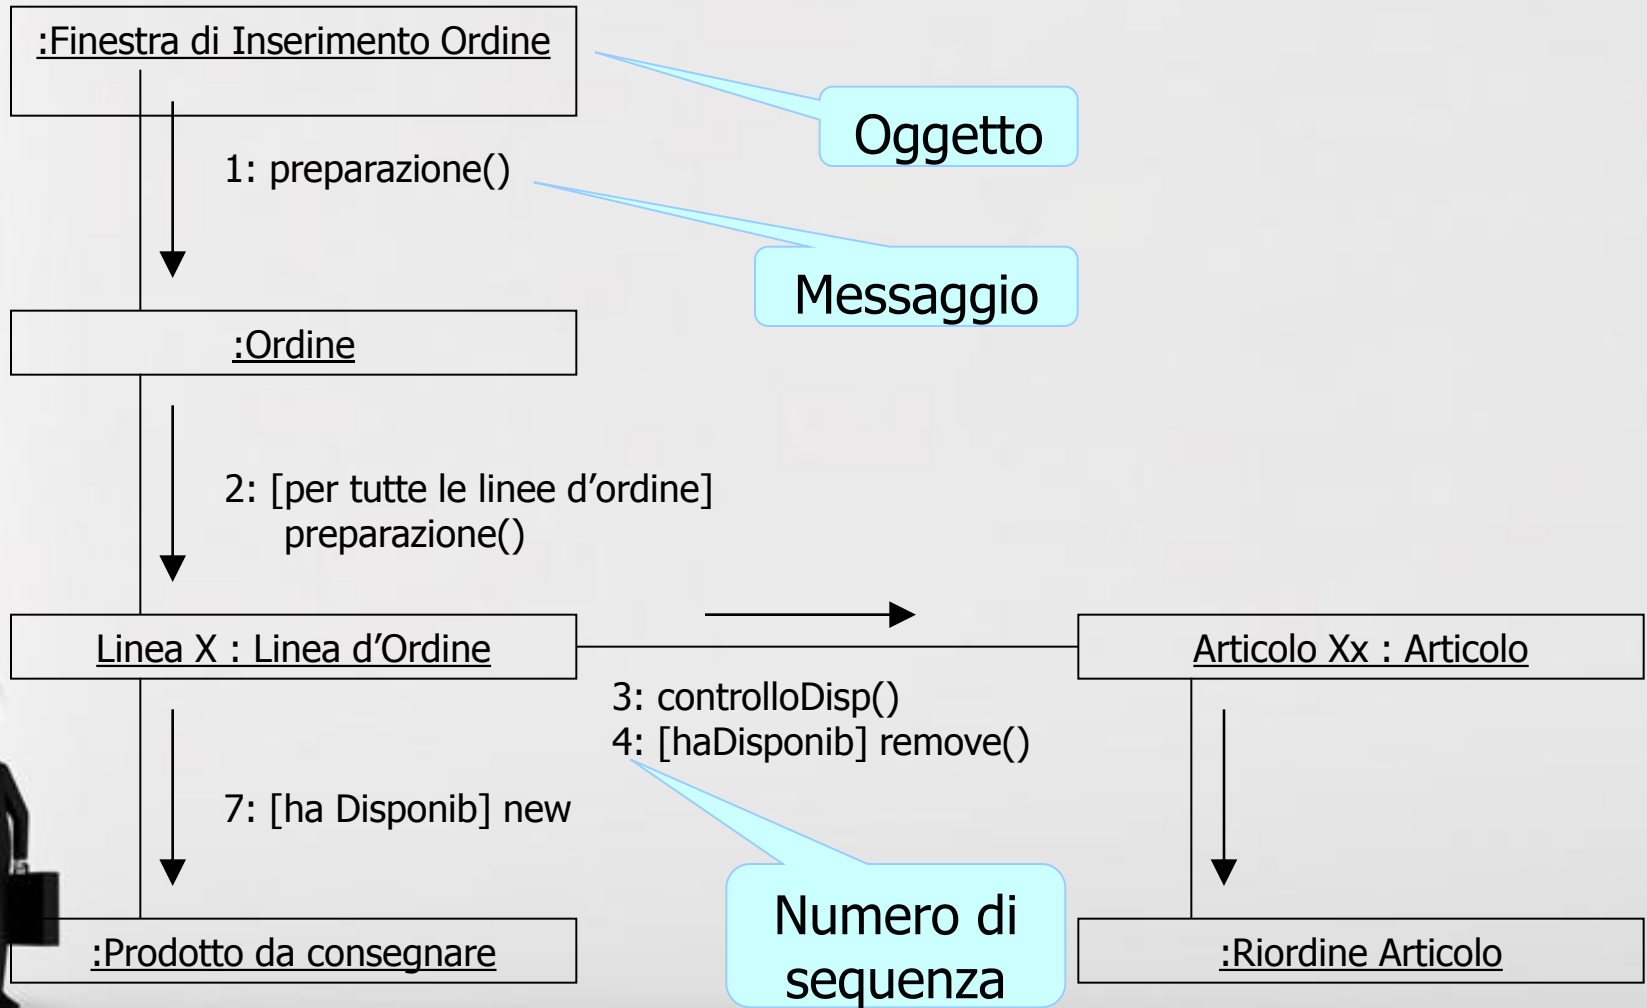 :Finestra di Inserimento Ordine
Oggetto
1: preparazione()
Messaggio
:Ordine
2: [per tutte le linee d’ordine]
preparazione()
Linea X : Linea d’Ordine
Articolo Xx : Articolo
3: controlloDisp()
4: [haDisponib] remove()
7: [ha Disponib] new
Numero di
sequenza
:Prodotto da consegnare
:Riordine Articolo